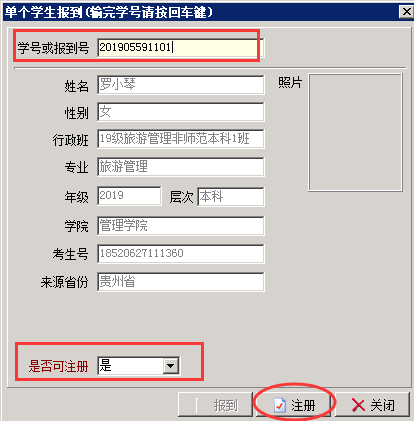 单个学生报到(输完学号请按回车键)
学号或报到号 201905591101
姓名 罗小琴 照片
性别 女
行政班 19级旅游管理非师范本科1班
专业 旅游管理
年级 2019 层次 本科
学院 管理学院
考生号 18520627111360
来源省份 贵州省
是否可注册 是
报到 注册 关闭